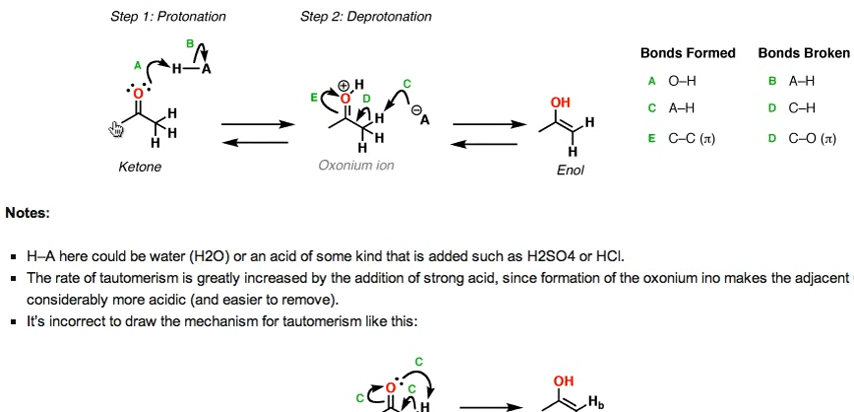 Step 1: Protonation
Step 2: Deprotonation
B
A
H–A
O
H
H
H
Ketone
⊕ H
E O D
C
⊖
A
H
H
H
Oxonium ion
OH
H
H
Enol
Bonds Formed Bonds Broken
A O–H B A–H
C A–H D C–H
E C–C (π) D C–O (π)
Notes:
H–A here could be water (H2O) or an acid of some kind that is added such as H2SO4 or HCl.
The rate of tautomerism is greatly increased by the addition of strong acid, since formation of the oxonium ino makes the adjacent
considerably more acidic (and easier to remove).
It's incorrect to draw the mechanism for tautomerism like this:
C
C O C
H
OH
Hb